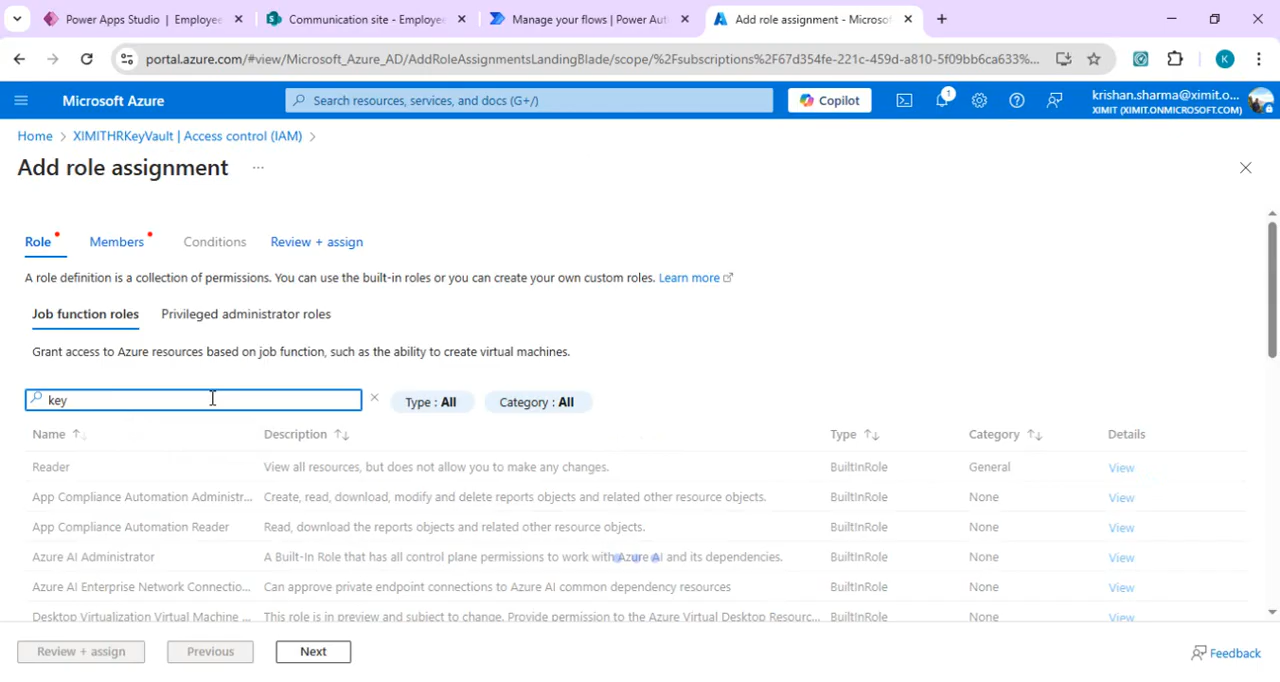 Power Apps Studio | Employee
Communication site - Employee
Manage your flows | Power Aut
Add role assignment - Microsof
portal.azure.com/#view/Microsoft_Azure_AD/AddRoleAssignmentsLandingBlade/scope/%2Fsubscriptions%2F67d354fe-221c-459d-a810-5f09bb6ca633%...
K
Microsoft Azure
Search resources, services, and docs (G+/)
Copilot
1
krishan.sharma@ximit.o...
XIMIT (XIMIT.ONMICROSOFT.COM)
Home > XIMITHRKeyVault | Access control (IAM) >
Add role assignment ...
Role Members Conditions Review + assign
A role definition is a collection of permissions. You can use the built-in roles or you can create your own custom roles. Learn more
Job function roles Privileged administrator roles
Grant access to Azure resources based on job function, such as the ability to create virtual machines.
key
Type : All
Category : All
Name Description Type Category Details
Reader View all resources, but does not allow you to make any changes. BuiltInRole General View
App Compliance Automation Administr... Create, read, download, modify and delete reports objects and related other resource objects. BuiltInRole None View
App Compliance Automation Reader Read, download the reports objects and related other resource objects. BuiltInRole None View
Azure AI Administrator A Built-In Role that has all control plane permissions to work with Azure AI and its dependencies. BuiltInRole None View
Azure AI Enterprise Network Connectio... Can approve private endpoint connections to Azure AI common dependency resources BuiltInRole None View
Desktop Virtualization Virtual Machine ... This role is in preview and subject to change. Provide permission to the Azure Virtual Desktop Resourc... BuiltInRole None View
Review + assign Previous Next Feedback